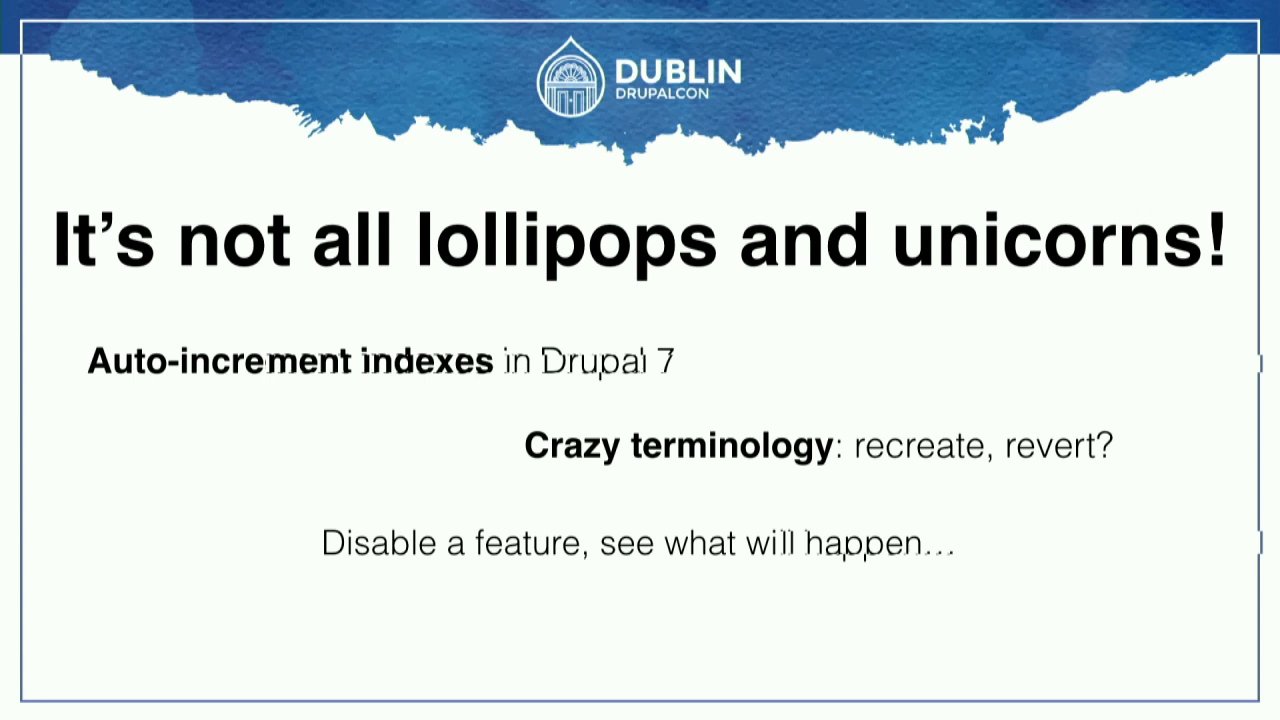 DUBLIN
DRUPALCON
It’s not all lollipops and unicorns!
Auto-increment indexes in Drupal 7
Crazy terminology: recreate, revert?
Disable a feature, see what will happen...